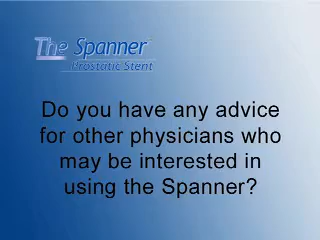 The Spanner
Prostatic Stent
Do you have any advice
for other physicians who
may be interested in
using the Spanner?